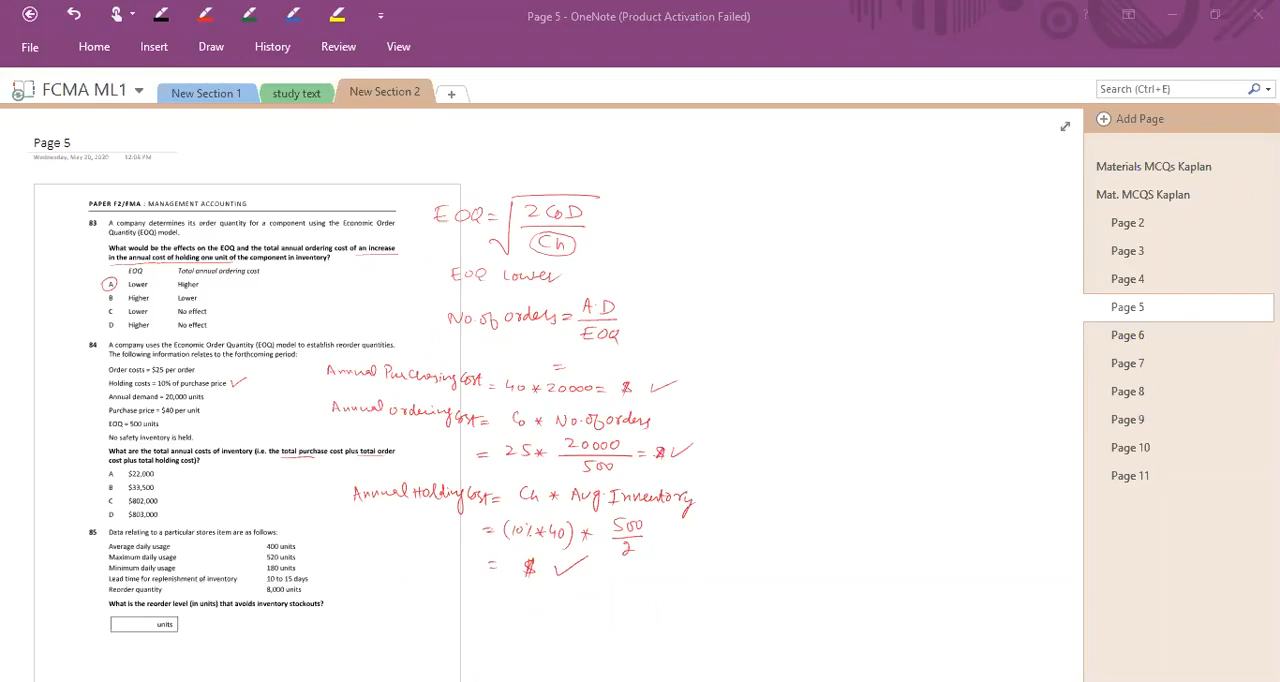 Page 5 - OneNote (Product Activation Failed)
File Home Insert Draw History Review View
FCMA ML1 New Section 1 study text New Section 2 +
Search (Ctrl+E)
Add Page
Materials MCQs Kaplan
Mat. MCQS Kaplan
Page 2
Page 3
Page 4
Page 5
Page 6
Page 7
Page 8
Page 9
Page 10
Page 11
Page 5
Wednesday, May 20, 2020 12:06 PM
PAPER F2/FMA : MANAGEMENT ACCOUNTING
83 A company determines its order quantity for a component using the Economic Order
Quantity (EOQ) model.
What would be the effects on the EOQ and the total annual ordering cost of an increase
in the annual cost of holding one unit of the component in inventory?
EOQ Total annual ordering cost
A Lower Higher
B Higher Lower
C Lower No effect
D Higher No effect
84 A company uses the Economic Order Quantity (EOQ) model to establish reorder quantities.
The following information relates to the forthcoming period:
Order costs = $25 per order
Holding costs = 10% of purchase price ✓
Annual demand = 20,000 units
Purchase price = $40 per unit
EOQ = 500 units
No safety inventory is held.
What are the total annual costs of inventory (i.e. the total purchase cost plus total order
cost plus total holding cost)?
A $22,000
B $33,500
C $802,000
D $803,000
85 Data relating to a particular stores item are as follows:
Average daily usage 400 units
Maximum daily usage 520 units
Minimum daily usage 180 units
Lead time for replenishment of inventory 10 to 15 days
Reorder quantity 8,000 units
What is the reorder level (in units) that avoids inventory stockouts?
units
EOQ = √ 2 Co D / Ch
EOQ Lower
No. of orders = A.D / EOQ
=
Annual Purchasing Cost = 40 * 20000 = $ ✓
Annual ordering Cost = Co * No. of orders
= 25 * 20000 / 500 = $ ✓
Annual Holding Cost = Ch * Avg. Inventory
= (10% * 40) * 500 / 2
= $ ✓